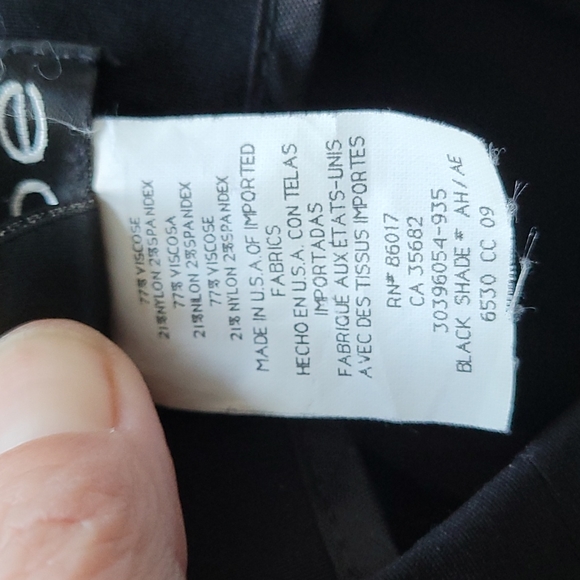 77% VISCOSE
21%NYLON 2%SPANDEX
77% VISCOSA
21%NILON 2%SPANDEX
77% VISCOSE
21% NYLON 2%SPANDEX
MADE IN U.S.A. OF IMPORTED
FABRICS
HECHO EN U.S.A. CON TELAS
IMPORTADAS
FABRIQUÉ AUX ÉTATS-UNIS
AVEC DES TISSUS IMPORTES
RN# 86017
CA 35682
30396054-935
BLACK SHADE # AH/AE
6530 CC 09